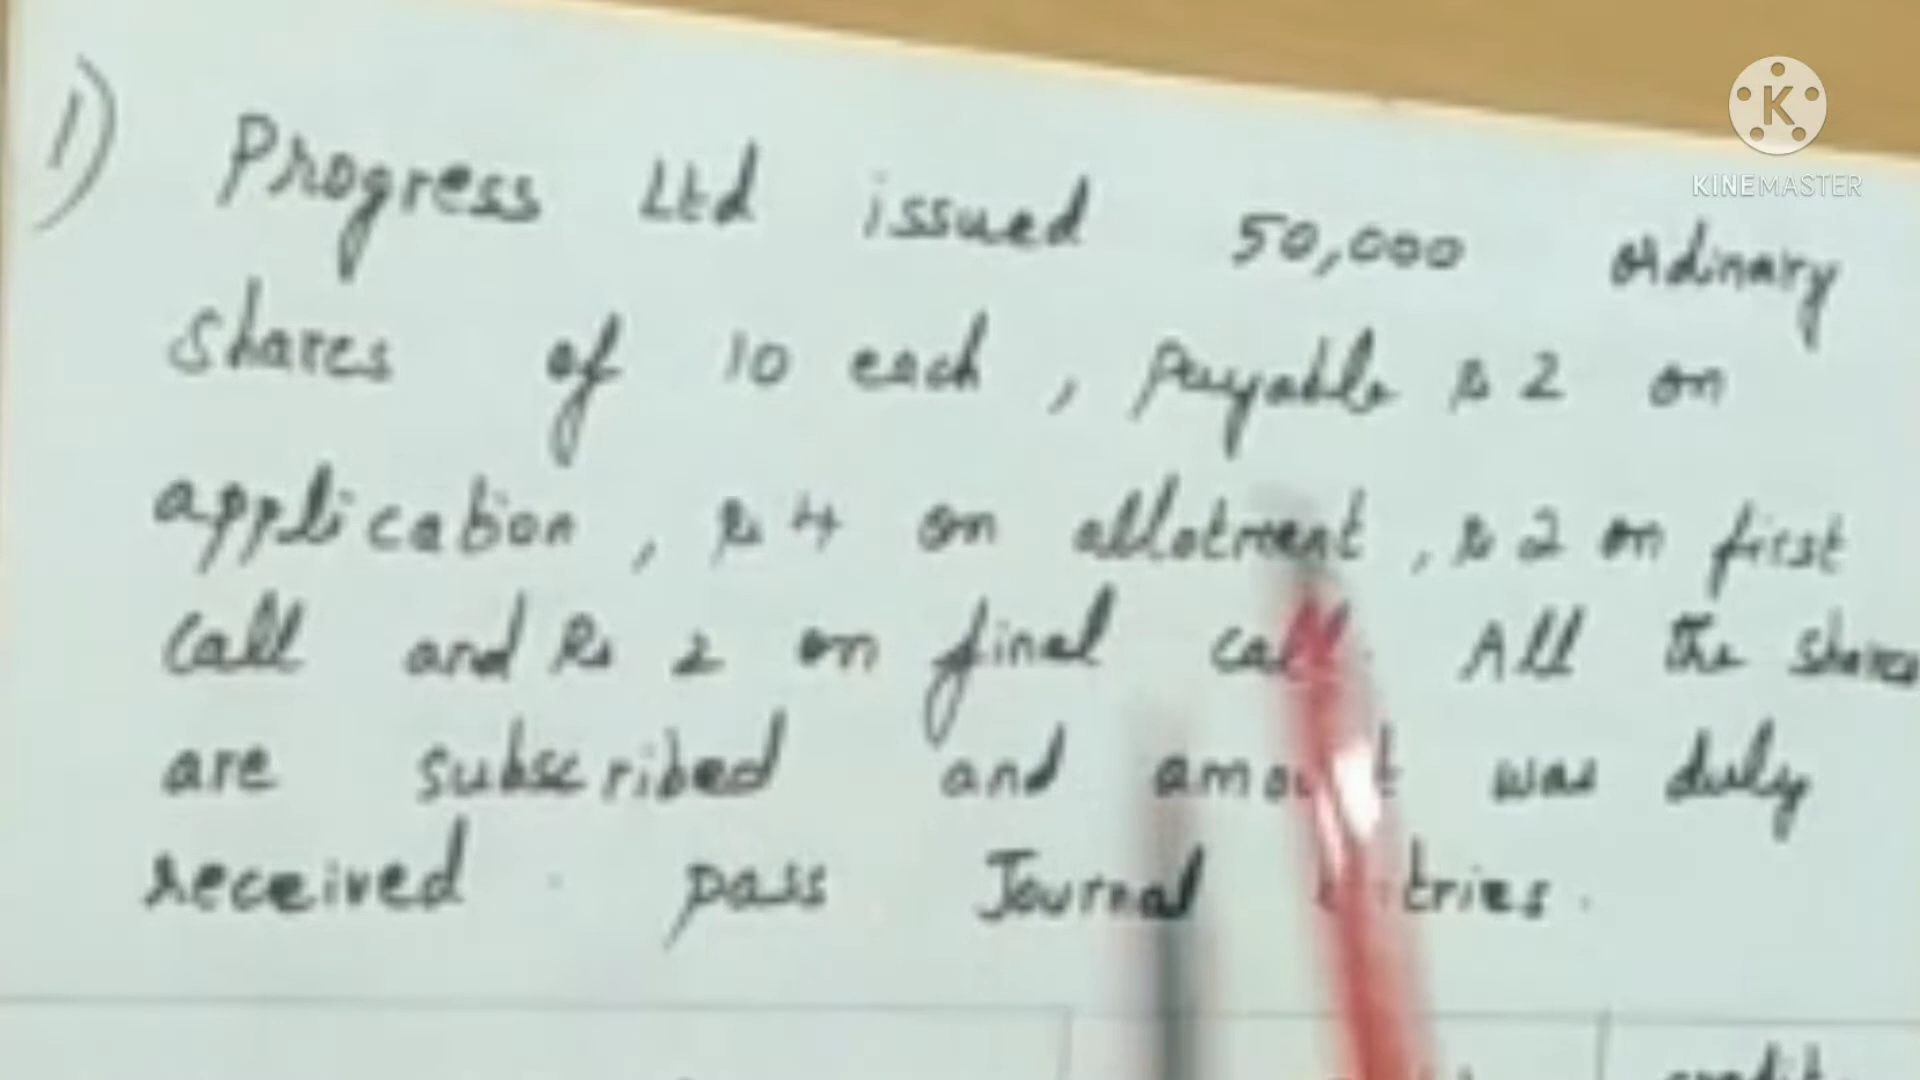 1) Progress Ltd issued 50,000 ordinary
shares of 10 each, payable Rs 2 on
application, Rs 4 on allotment, Rs 2 on first
call and Rs 2 on final call. All the shares
are subscribed and amount was duly
received. pass Journal entries.
credit
K
KINEMASTER